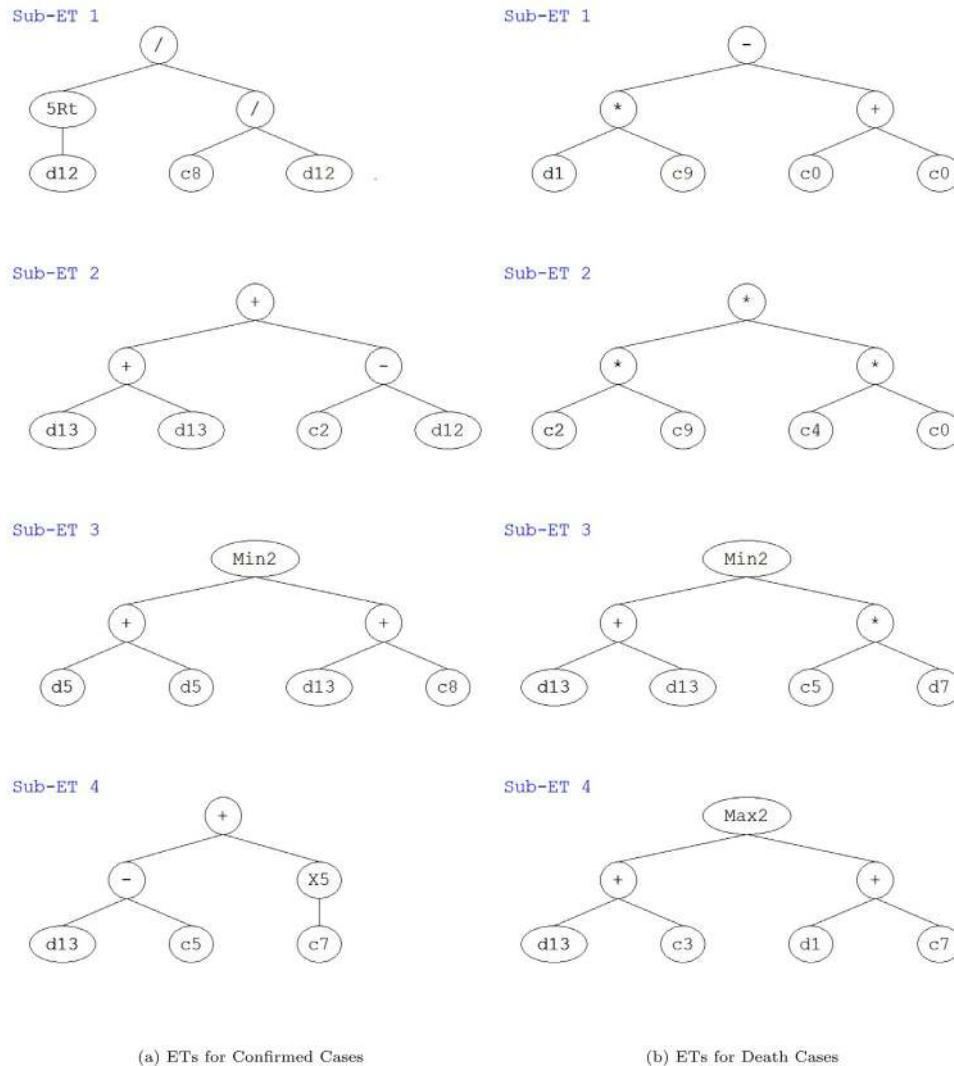 Sub-ET 1
/
5Rt /
d12 c8 d12
Sub-ET 2
+
+ -
d13 d13 c2 d12
Sub-ET 3
Min2
+ +
d5 d5 d13 c8
Sub-ET 4
+
- X5
d13 c5 c7
(a) ETs for Confirmed Cases
Sub-ET 1
-
* +
d1 c9 c0 c0
Sub-ET 2
*
* *
c2 c9 c4 c0
Sub-ET 3
Min2
+ *
d13 d13 c5 d7
Sub-ET 4
Max2
+ +
d13 c3 d1 c7
(b) ETs for Death Cases